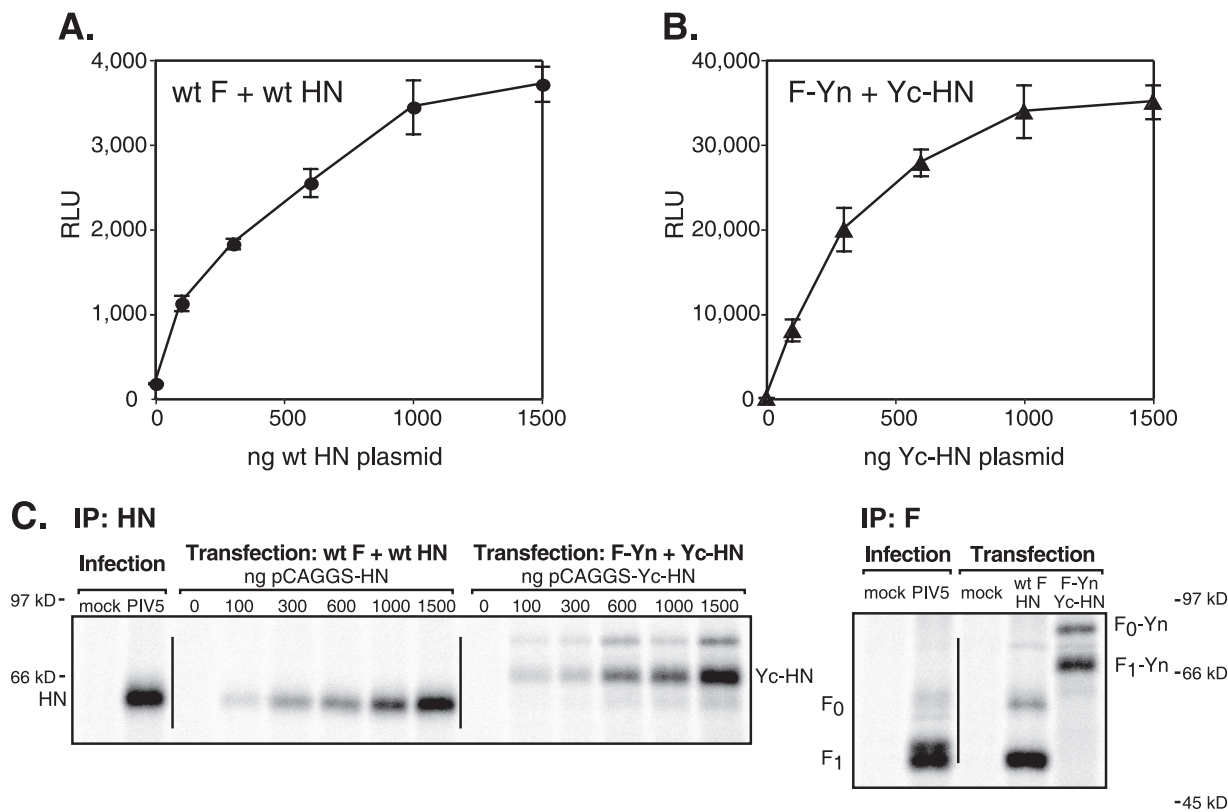 A.
4,000
3,000
2,000
1,000
0
RLU
wt F + wt HN
0 500 1000 1500
ng wt HN plasmid
B.
40,000
30,000
20,000
10,000
0
RLU
F-Yn + Yc-HN
0 500 1000 1500
ng Yc-HN plasmid
C. IP: HN
Infection
Transfection: wt F + wt HN
ng pCAGGS-HN
Transfection: F-Yn + Yc-HN
ng pCAGGS-Yc-HN
97 kD-
mock PIV5 0 100 300 600 1000 1500 0 100 300 600 1000 1500
66 kD-
HN
Yc-HN
IP: F
Infection Transfection
mock PIV5 mock wt F HN F-Yn Yc-HN
-97 kD
F0-Yn
F1-Yn
-66 kD
F0
F1
-45 kD